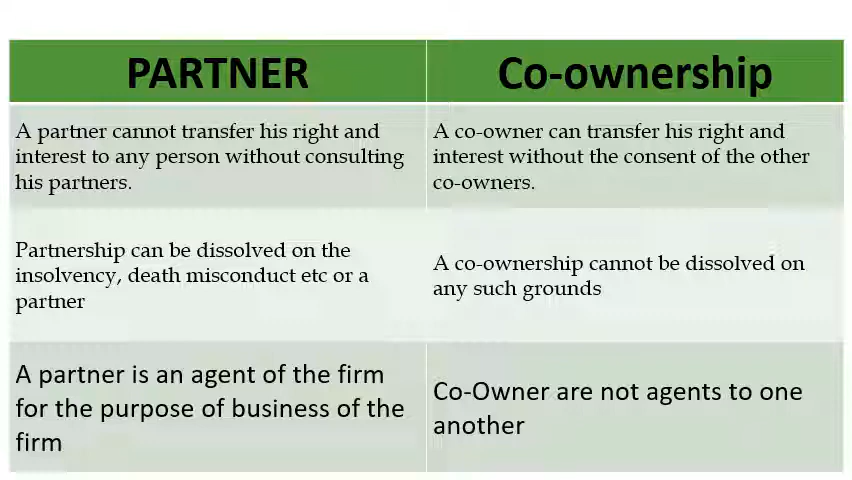 PARTNER
Co-ownership
A partner cannot transfer his right and
interest to any person without consulting
his partners.
A co-owner can transfer his right and
interest without the consent of the other
co-owners.
Partnership can be dissolved on the
insolvency, death misconduct etc or a
partner
A co-ownership cannot be dissolved on
any such grounds
A partner is an agent of the firm
for the purpose of business of the
firm
Co-Owner are not agents to one
another